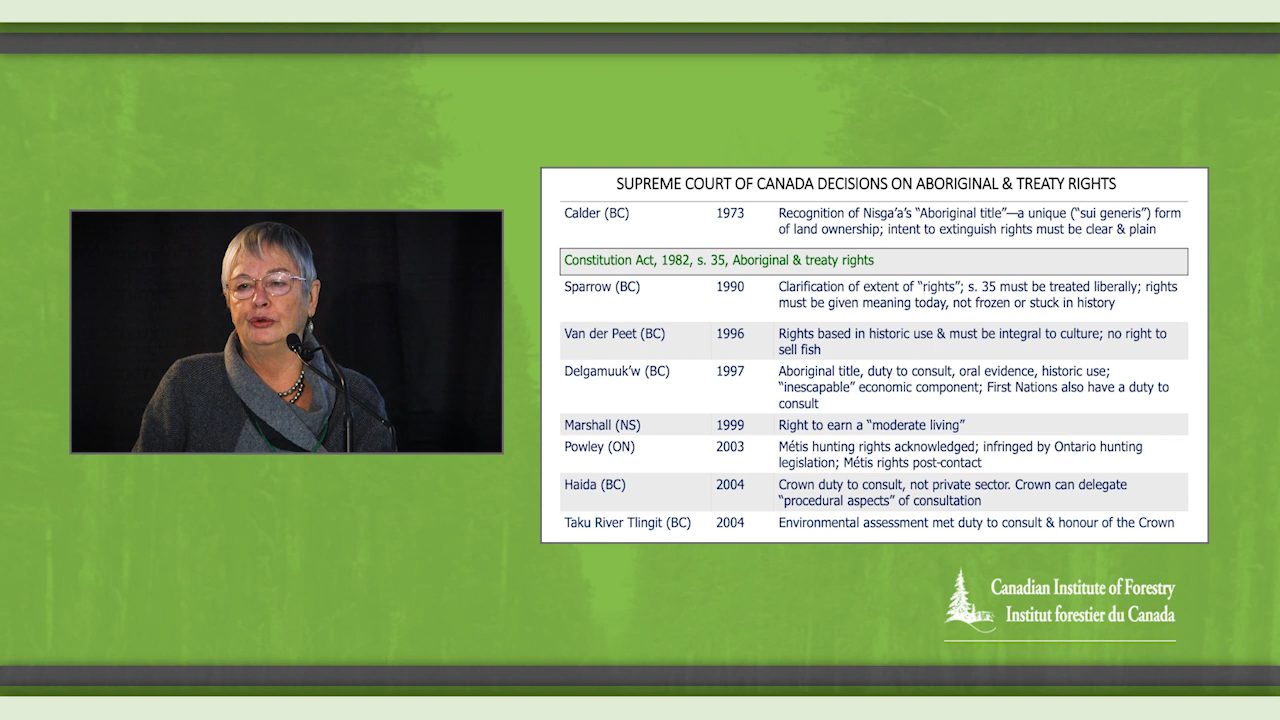 SUPREME COURT OF CANADA DECISIONS ON ABORIGINAL & TREATY RIGHTS
Calder (BC) 1973 Recognition of Nisga’a’s “Aboriginal title”—a unique (“sui generis”) form
of land ownership; intent to extinguish rights must be clear & plain
Constitution Act, 1982, s. 35, Aboriginal & treaty rights
Sparrow (BC) 1990 Clarification of extent of “rights”; s. 35 must be treated liberally; rights
must be given meaning today, not frozen or stuck in history
Van der Peet (BC) 1996 Rights based in historic use & must be integral to culture; no right to
sell fish
Delgamuuk’w (BC) 1997 Aboriginal title, duty to consult, oral evidence, historic use;
“inescapable” economic component; First Nations also have a duty to
consult
Marshall (NS) 1999 Right to earn a “moderate living”
Powley (ON) 2003 Métis hunting rights acknowledged; infringed by Ontario hunting
legislation; Métis rights post-contact
Haida (BC) 2004 Crown duty to consult, not private sector. Crown can delegate
“procedural aspects” of consultation
Taku River Tlingit (BC) 2004 Environmental assessment met duty to consult & honour of the Crown
Canadian Institute of Forestry
Institut forestier du Canada